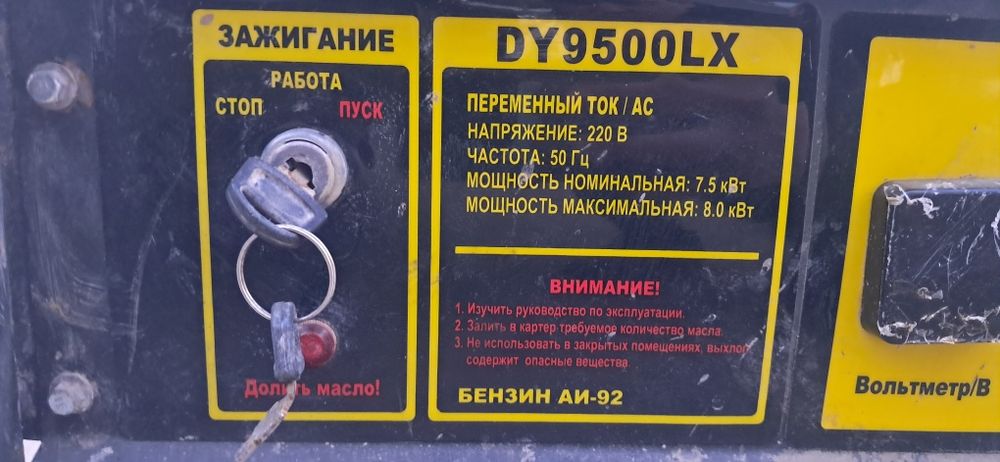 ЗАЖИГАНИЕ
РАБОТА
СТОП ПУСК
Долить масло!
DY9500LX
ПЕРЕМЕННЫЙ ТОК / AC
НАПРЯЖЕНИЕ: 220 В
ЧАСТОТА: 50 Гц
МОЩНОСТЬ НОМИНАЛЬНАЯ: 7.5 кВт
МОЩНОСТЬ МАКСИМАЛЬНАЯ: 8.0 кВт
ВНИМАНИЕ!
1. Изучить руководство по эксплуатации.
2. Залить в картер требуемое количество масла.
3. Не использовать в закрытых помещениях, выхлоп
содержит опасные вещества.
БЕНЗИН АИ-92
Вольтметр/В